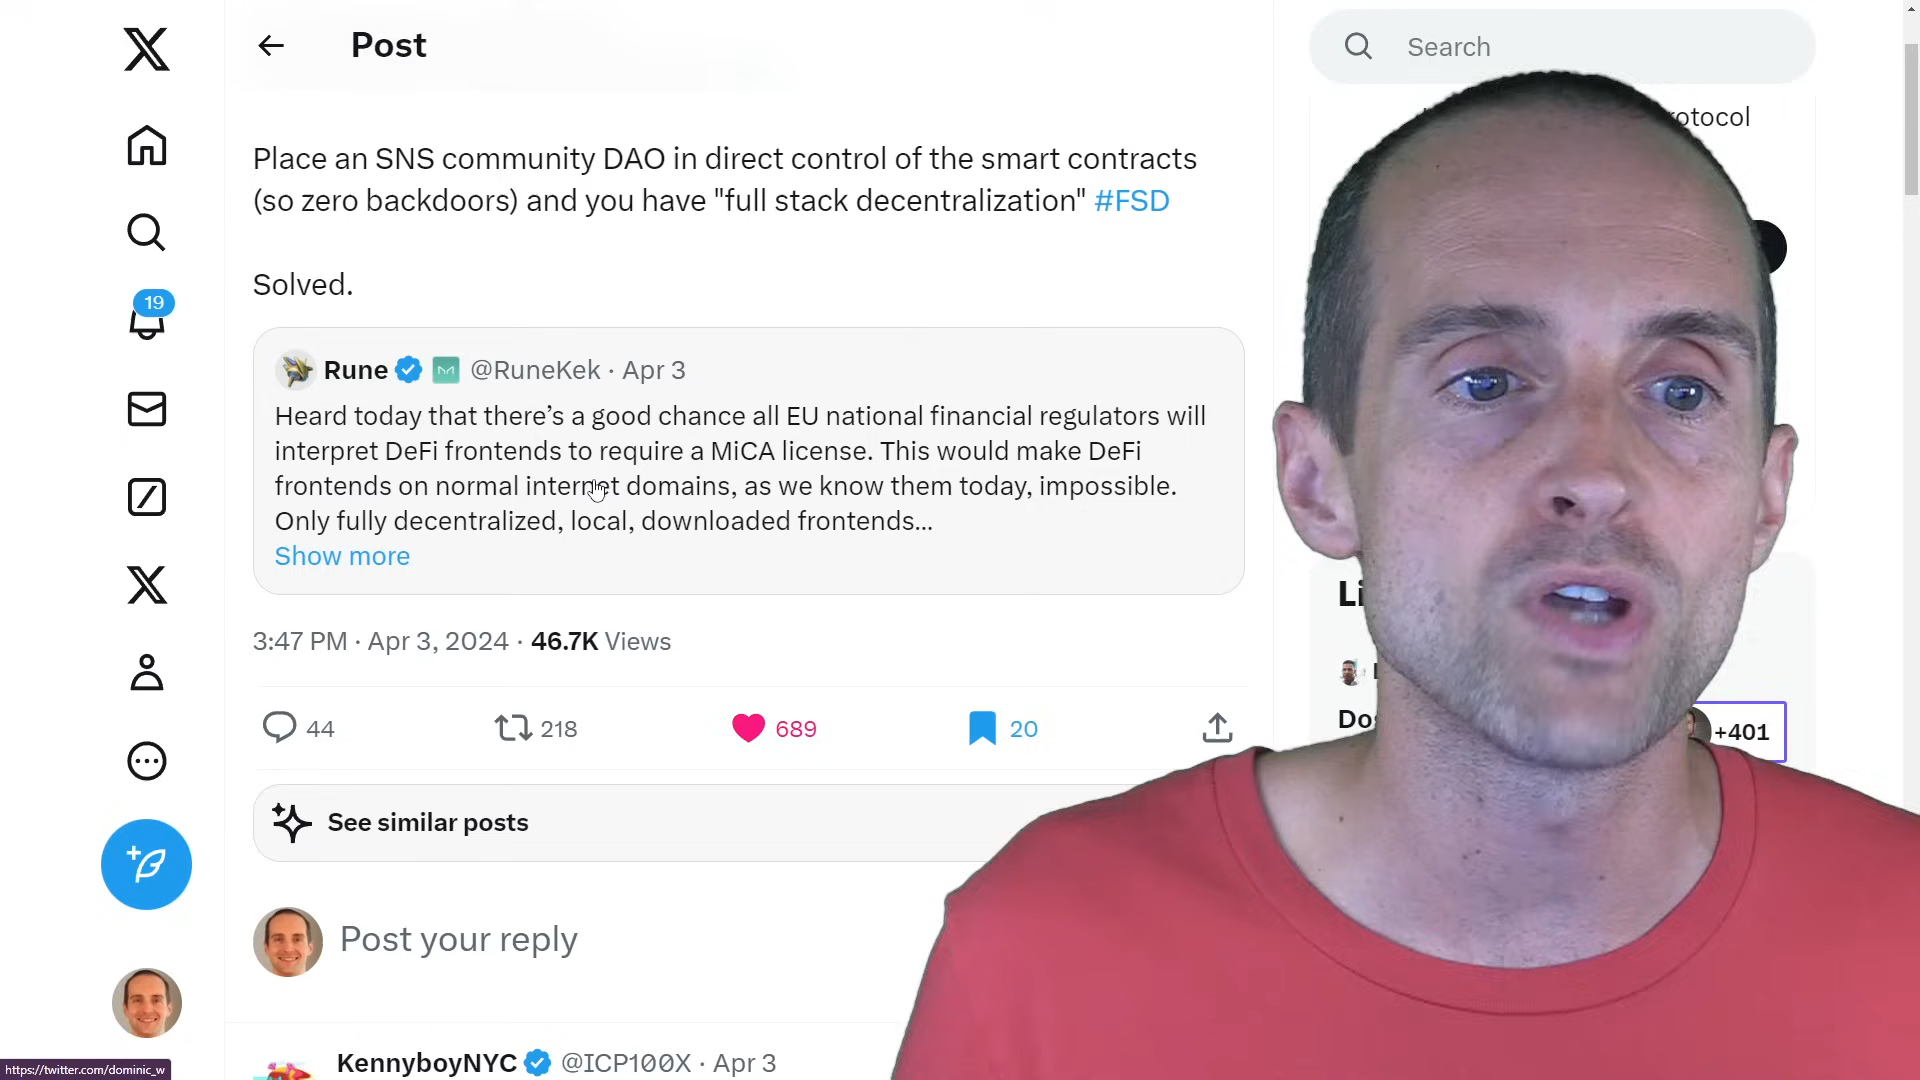 Post
Search
otocol
Place an SNS community DAO in direct control of the smart contracts
(so zero backdoors) and you have "full stack decentralization" #FSD
Solved.
19
Rune @RuneKek · Apr 3
Heard today that there’s a good chance all EU national financial regulators will
interpret DeFi frontends to require a MiCA license. This would make DeFi
frontends on normal internet domains, as we know them today, impossible.
Only fully decentralized, local, downloaded frontends...
Show more
Li
3:47 PM · Apr 3, 2024 · 46.7K Views
Dos
+401
44 218 689 20
See similar posts
Post your reply
KennyboyNYC @ICP100X · Apr 3
https://twitter.com/dominic_w